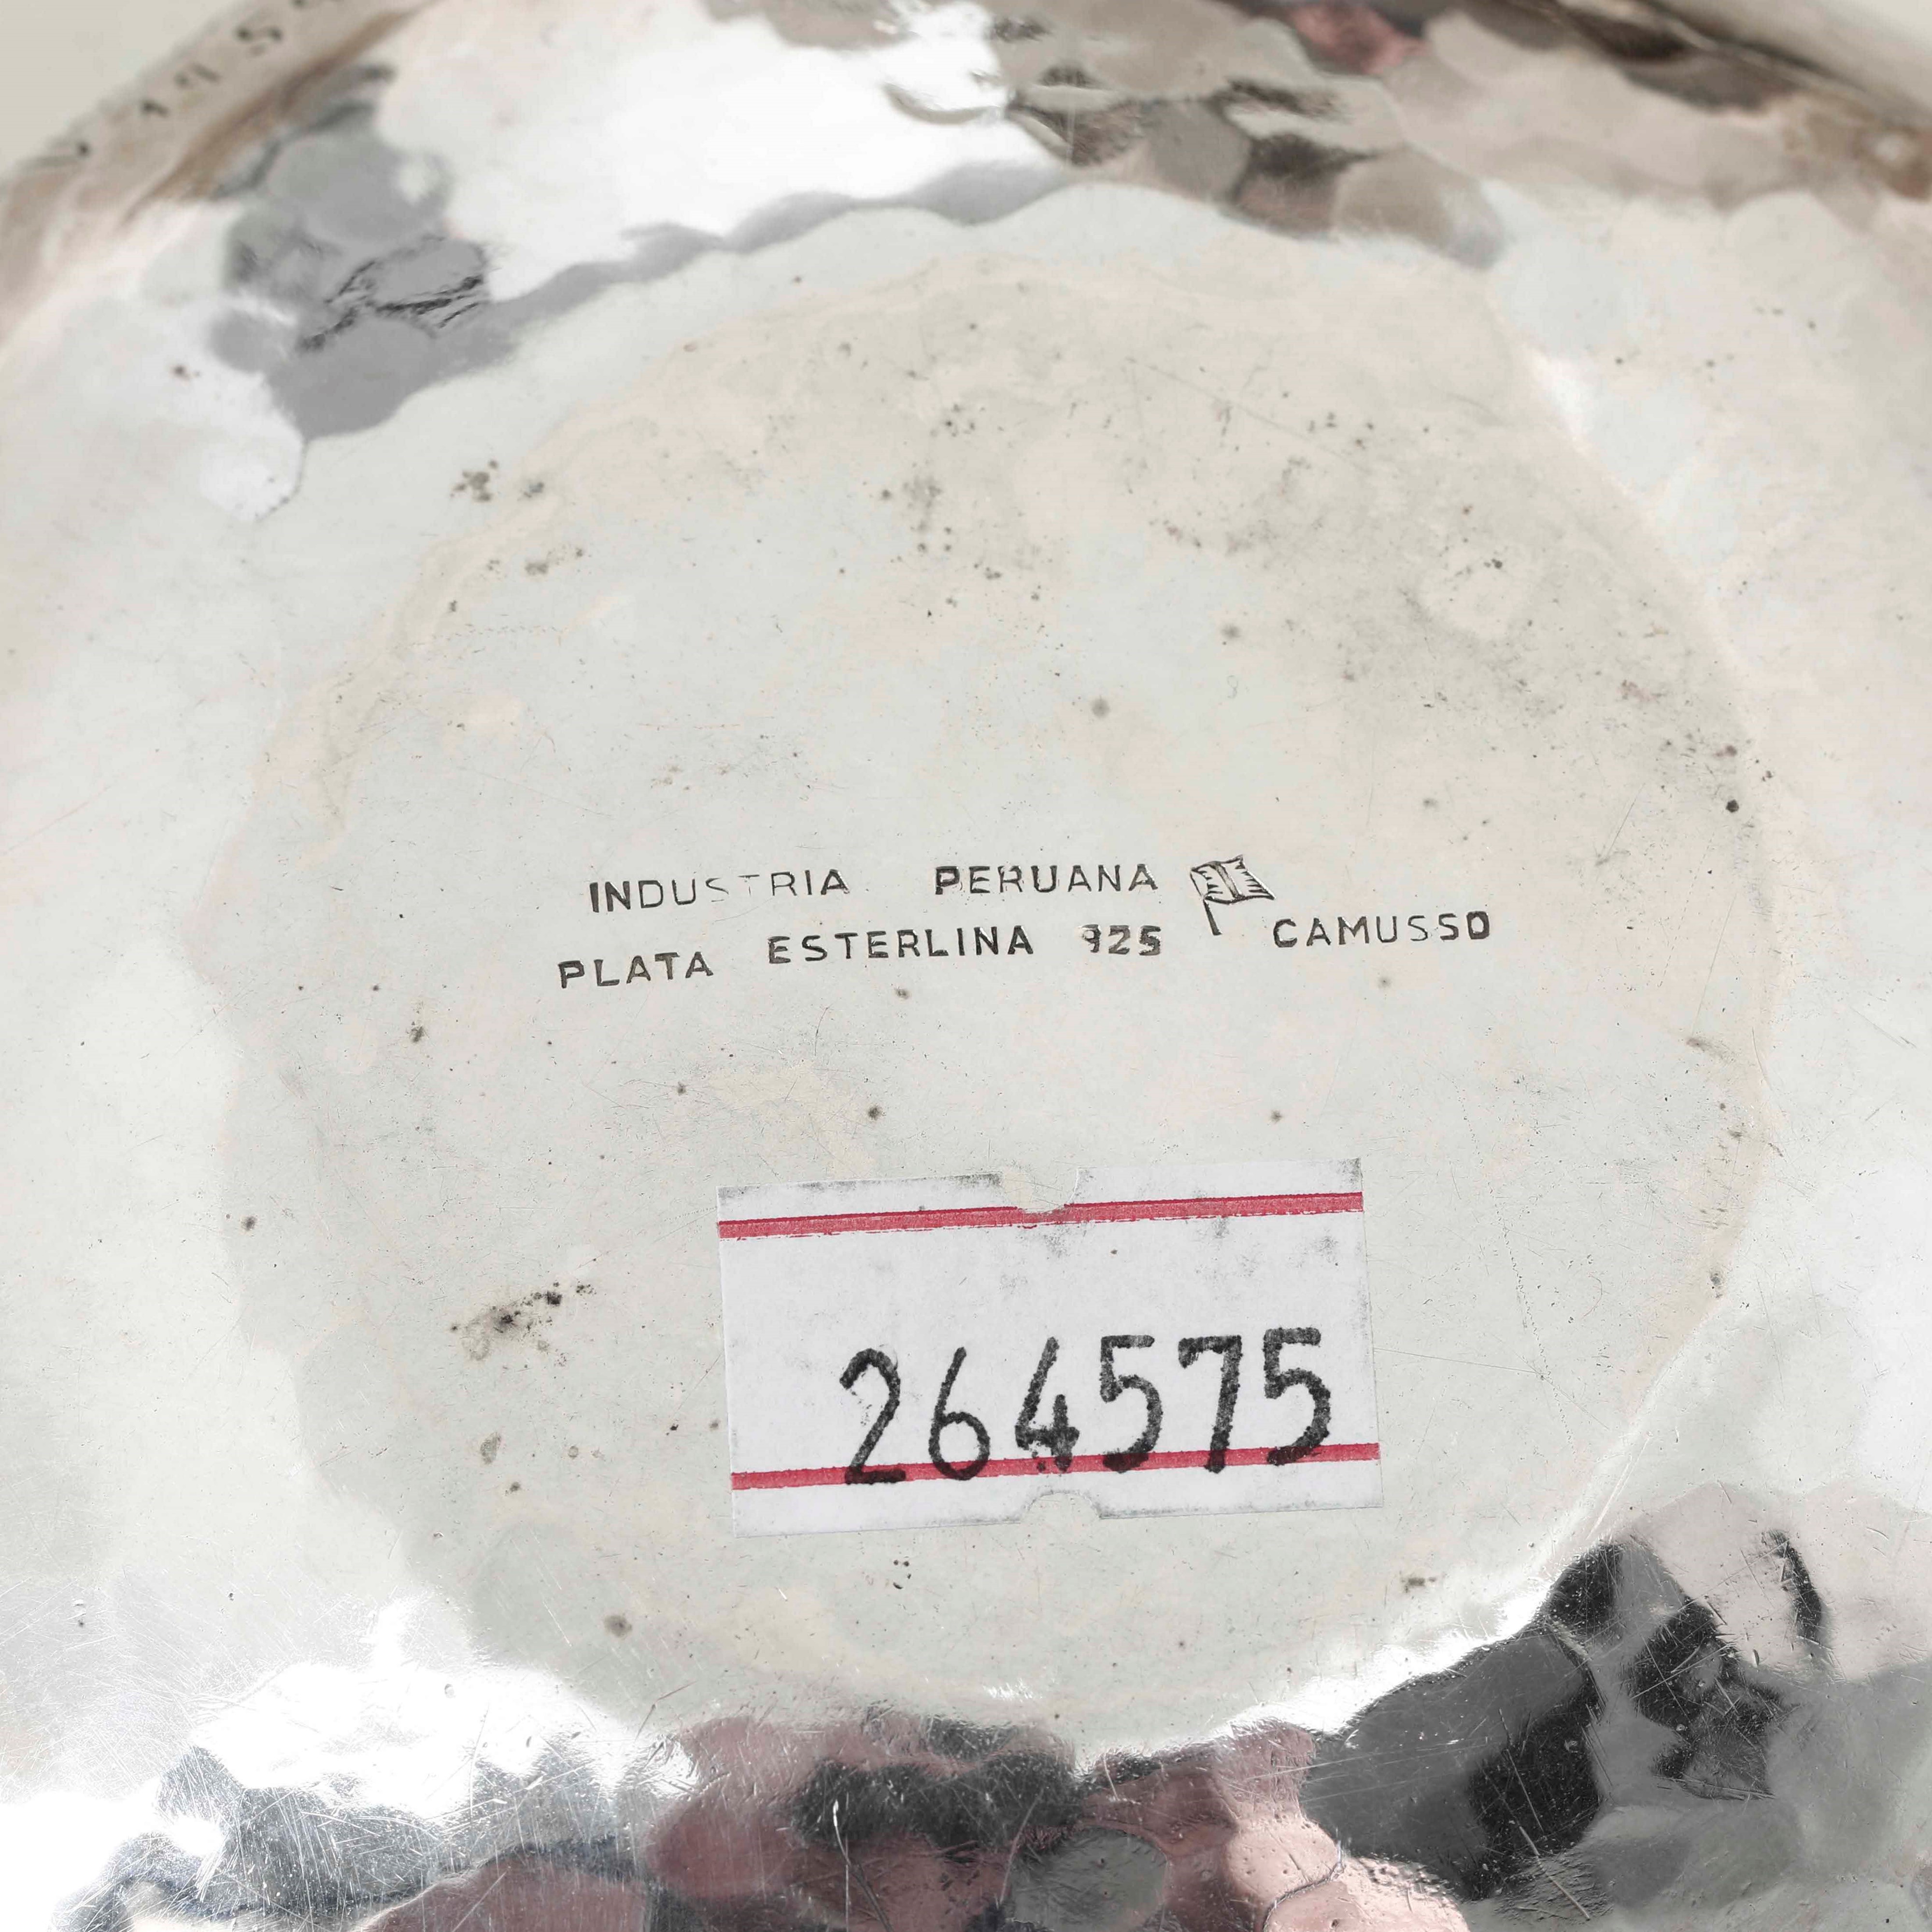 INDUSTRIA PERUANA
PLATA ESTERLINA 925 CAMUSSO
264575